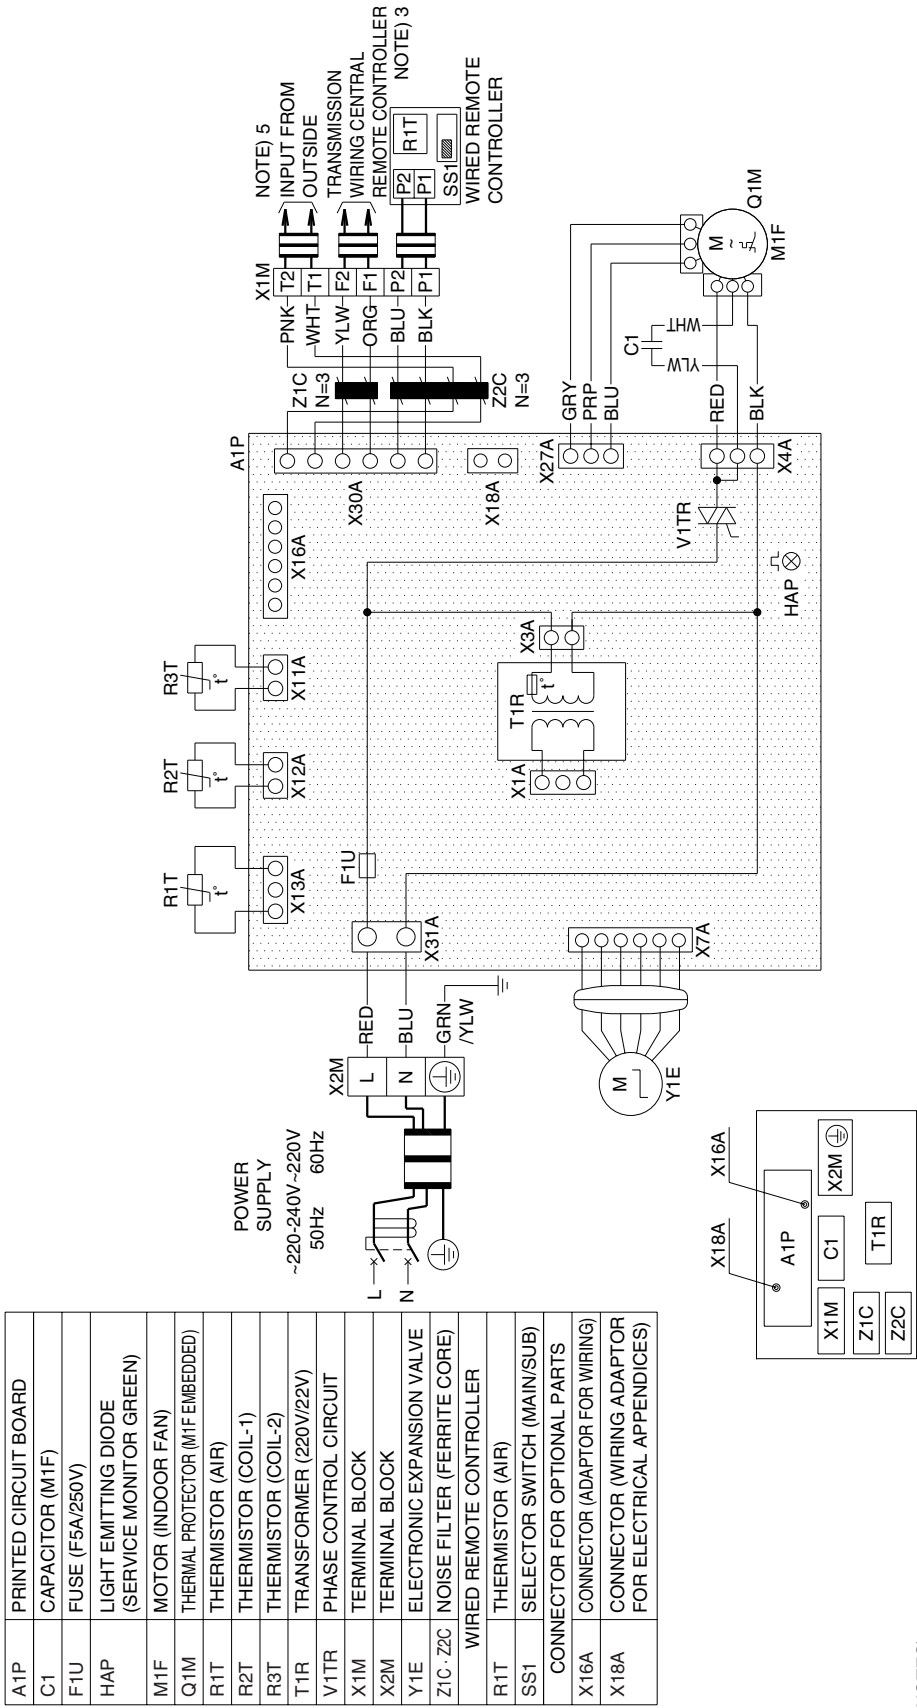 A1P PRINTED CIRCUIT BOARD
C1 CAPACITOR (M1F)
F1U FUSE (F5A/250V)
HAP LIGHT EMITTING DIODE
(SERVICE MONITOR GREEN)
M1F MOTOR (INDOOR FAN)
Q1M THERMAL PROTECTOR (M1F EMBEDDED)
R1T THERMISTOR (AIR)
R2T THERMISTOR (COIL-1)
R3T THERMISTOR (COIL-2)
T1R TRANSFORMER (220V/22V)
V1TR PHASE CONTROL CIRCUIT
X1M TERMINAL BLOCK
X2M TERMINAL BLOCK
Y1E ELECTRONIC EXPANSION VALVE
Z1C · Z2C NOISE FILTER (FERRITE CORE)
WIRED REMOTE CONTROLLER
R1T THERMISTOR (AIR)
SS1 SELECTOR SWITCH (MAIN/SUB)
CONNECTOR FOR OPTIONAL PARTS
X16A CONNECTOR (ADAPTOR FOR WIRING)
X18A CONNECTOR (WIRING ADAPTOR
FOR ELECTRICAL APPENDICES)
POWER
SUPPLY
~220-240V ~220V
50Hz 60Hz
L
N
X2M
L
N
RED
BLU
GRN
/YLW
X31A
F1U
R1T
t°
X13A
R2T
t°
X12A
R3T
t°
X11A
X16A
A1P
X30A
X18A
X27A
X4A
V1TR
HAP
X3A
T1R
t°
X1A
X7A
M
Y1E
Z1C
N=3
Z2C
N=3
PNK
WHT
YLW
ORG
BLU
BLK
X1M
T2
T1
F2
F1
P2
P1
NOTE) 5
INPUT FROM
OUTSIDE
TRANSMISSION
WIRING CENTRAL
REMOTE CONTROLLER
NOTE) 3
P2
P1
R1T
SS1
WIRED REMOTE
CONTROLLER
GRY
PRP
BLU
RED
BLK
YLW
WHT
C1
M
~
Q1M
M1F
X18A
X16A
A1P
X1M
C1
X2M
Z1C
T1R
Z2C